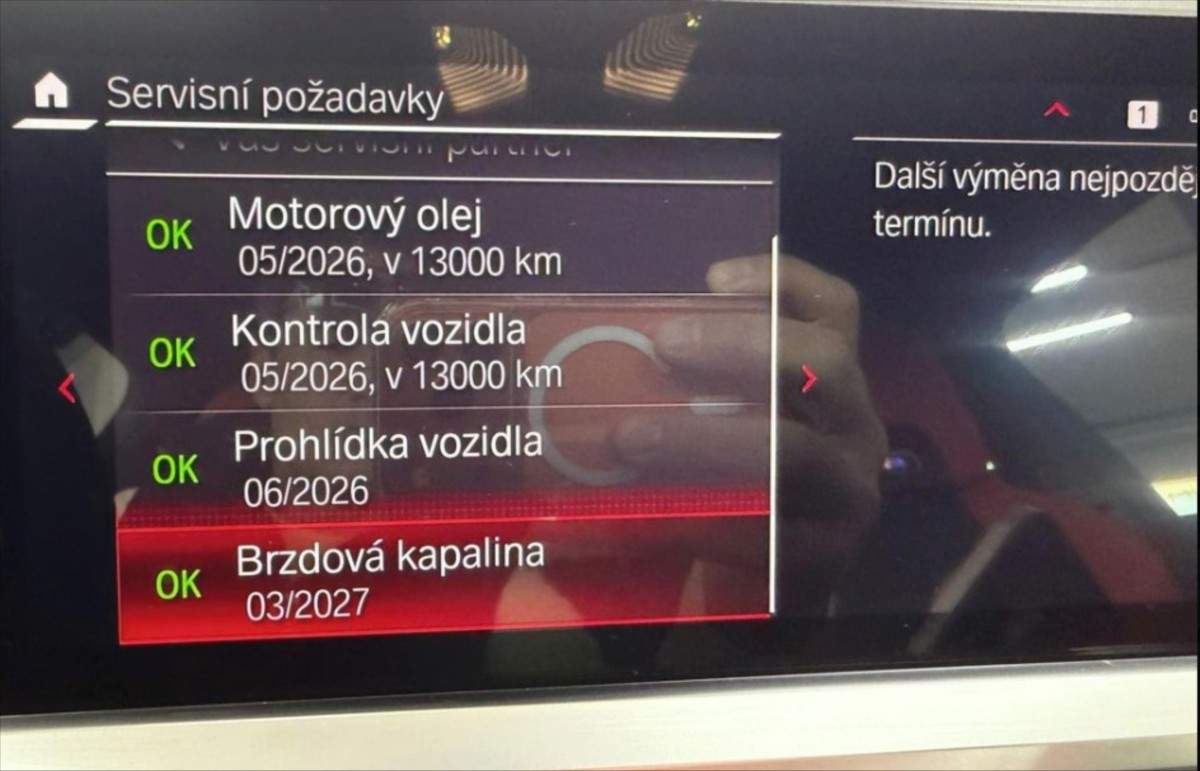 Servisní požadavky
1
Další výměna nejpozděj
termínu.
OK Motorový olej
05/2026, v 13000 km
OK Kontrola vozidla
05/2026, v 13000 km
OK Prohlídka vozidla
06/2026
OK Brzdová kapalina
03/2027